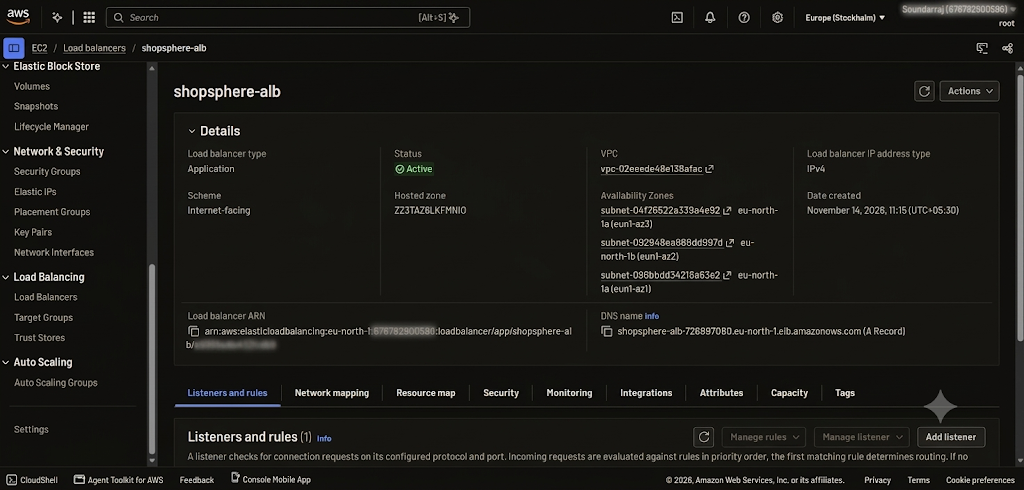 aws
Search [Alt+S]
Europe (Stockhalm)
root
EC2 / Load balancers / shopsphere-alb
Elastic Block Store
Volumes
Snapshots
Lifecycle Manager
Network & Security
Security Groups
Elastic IPs
Placement Groups
Key Pairs
Network Interfaces
Load Balancing
Load Balancers
Target Groups
Trust Stores
Auto Scaling
Auto Scaling Groups
Settings
shopsphere-alb
Actions
Details
Load balancer type
Application
Status
Active
VPC
vpc-02eeede48e138afac
Load balancer IP address type
IPv4
Scheme
Internet-facing
Hosted zone
ZZ3TAZ6LKFMNIO
Availability Zones
subnet-04f26522a339a4e92 eu-north-
1a (eun1-az3)
subnet-092948ea868dd997d eu-
north-1b (eun1-az2)
subnet-098bbdd34218a63e2 eu-north-
1a (eun1-az1)
Date created
November 14, 2026, 11:15 (UTC+05:30)
Load balancer ARN
arn:aws:elasticloadbalancing:eu-north-1: :loadbalancer/app/shopsphere-al
b/
DNS name Info
shopsphere-alb-726897080.eu-north-1.elb.amazonows.com (A Record)
Listeners and rules
Network mapping
Resource map
Security
Monitoring
Integrations
Attributes
Capacity
Tags
Listeners and rules (1) Info
Manage rules
Manage listener
Add listener
A listener checks for connection requests on its configured protocol and port. Incoming requests are evaluated against rules in priority order, the first matching rule determines routing. If no
CloudShell
Agent Toolkit for AWS
Feedback
Console Mobile App
© 2026, Amazon Web Services, Inc. or its affiliates.
Privacy
Terms
Cookie preferences